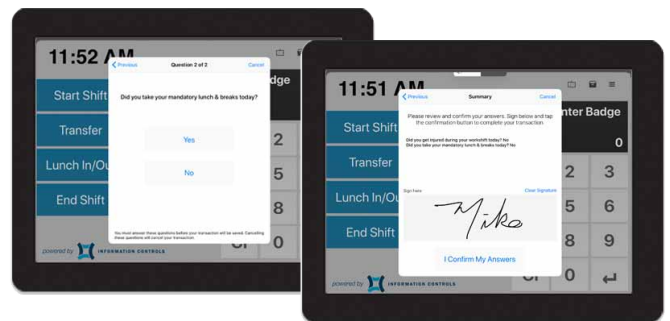 11:52 AM
Previous
Question 2 of 2
Cancel
Did you take your mandatory lunch & breaks today?
Yes
No
You must answer these questions before your transaction will be saved. Cancelling
these questions will cancel your transaction.
Start Shift
Transfer
Lunch In/Ou
End Shift
dge
2
5
8
0
powered by
INFORMATION CONTROLS
11:51 AM
Previous
Summary
Cancel
Please review and confirm your answers. Sign below and tap
the confirmation button to complete your transaction.
Did you get injured during your workshift today? No
Did you take your mandatory lunch & breaks today? No
Sign here
Clear Signature
Mike
I Confirm My Answers
Start Shift
Transfer
Lunch In/Ou
End Shift
nter Badge
0
2 3
5 6
8 9
0
powered by
INFORMATION CONTROLS